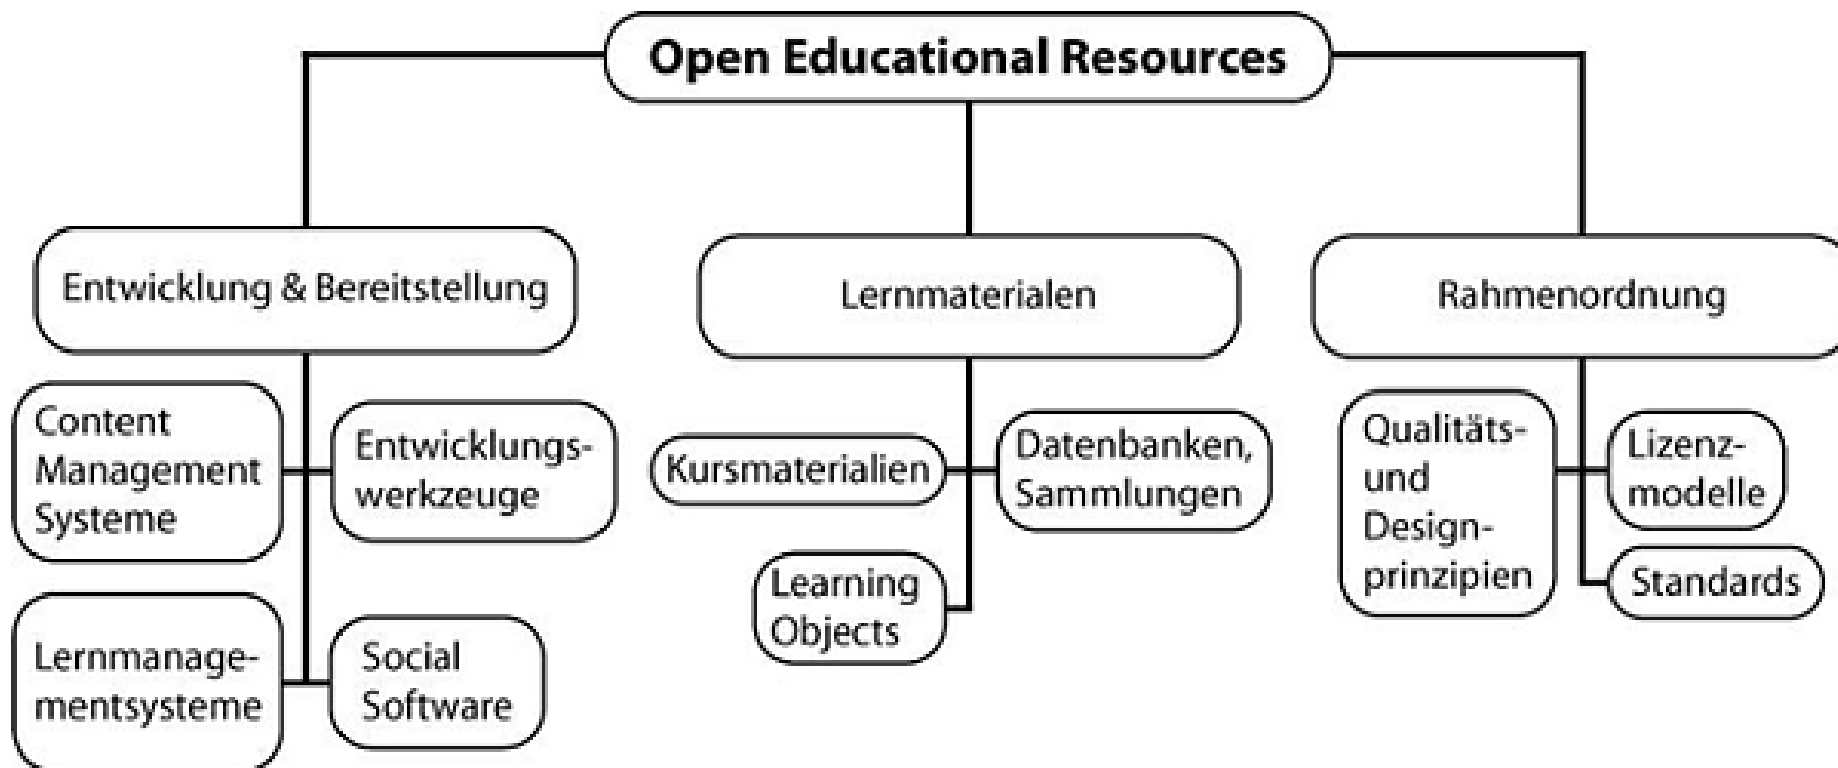 Open Educational Resources
Entwicklung & Bereitstellung
Content
Management
Systeme
Entwicklungs-
werkzeuge
Lernmanage-
mentsysteme
Social
Software
Lernmaterialen
Kursmaterialien
Datenbanken,
Sammlungen
Learning
Objects
Rahmenordnung
Qualitäts-
und
Design-
prinzipien
Lizenz-
modelle
Standards